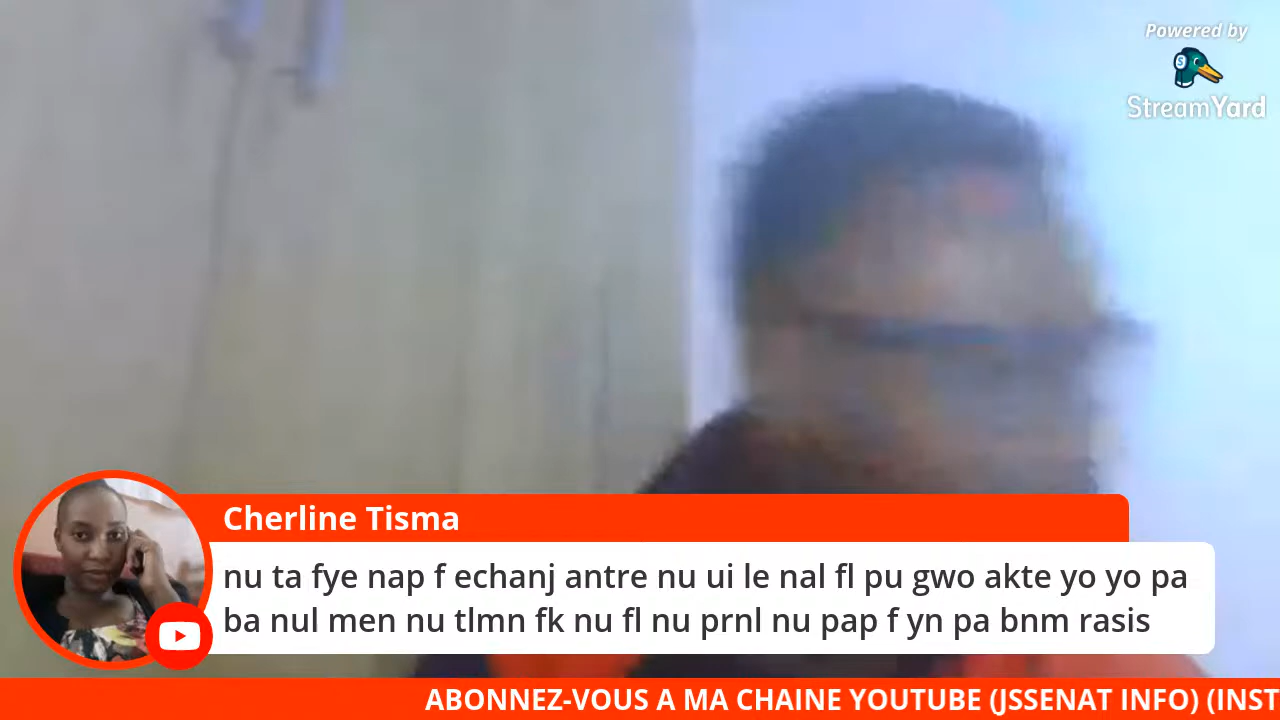 Powered by
StreamYard
Cherline Tisma
nu ta fye nap f echanj antre nu ui le nal fl pu gwo akte yo yo pa
ba nul men nu tlmn fk nu fl nu prnl nu pap f yn pa bnm rasis
ABONNEZ-VOUS A MA CHAINE YOUTUBE (JSSENAT INFO) (INST